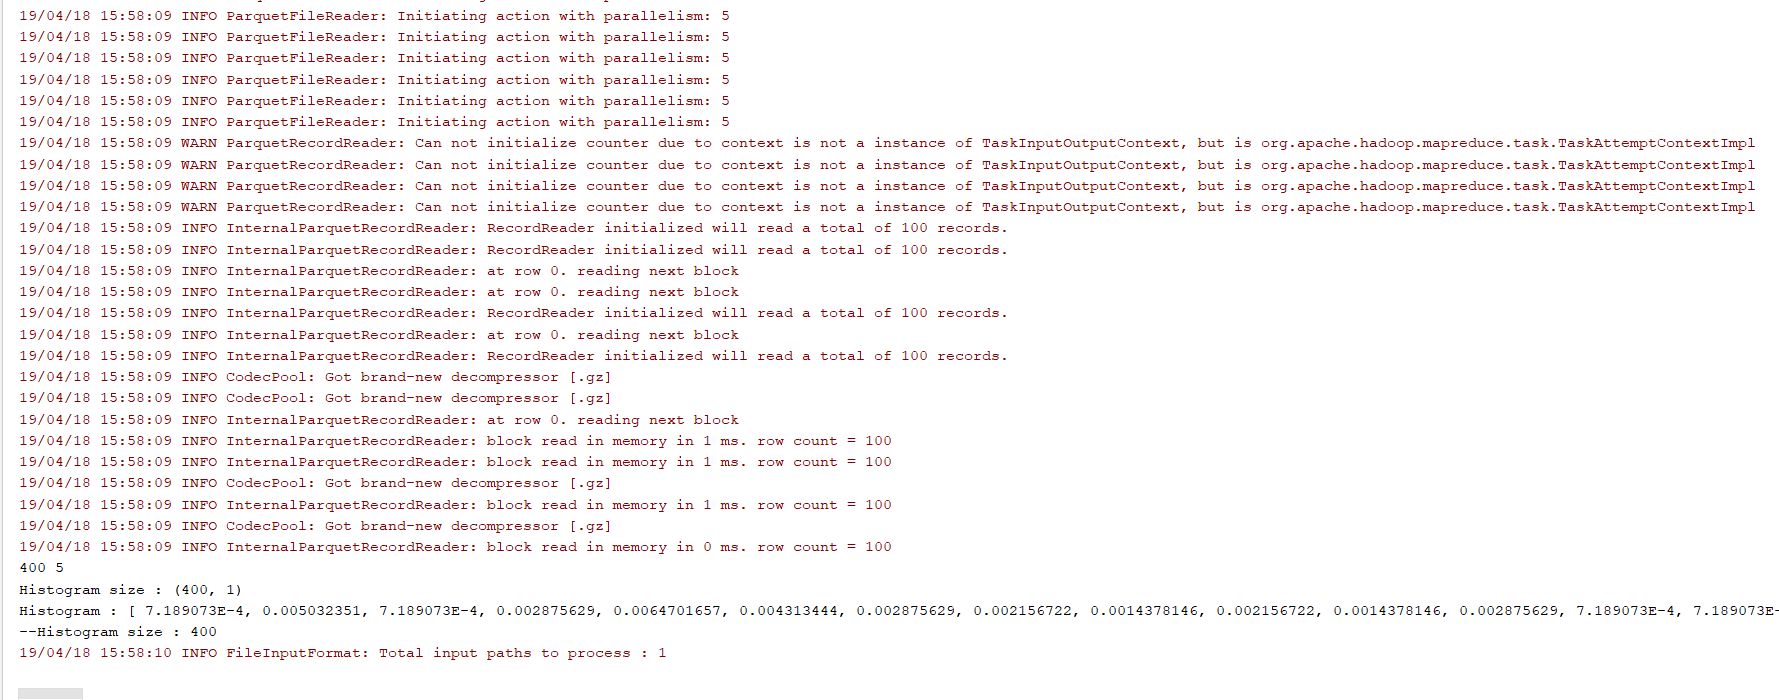 19/04/18 15:58:09 INFO ParquetFileReader: Initiating action with parallelism: 5
19/04/18 15:58:09 INFO ParquetFileReader: Initiating action with parallelism: 5
19/04/18 15:58:09 INFO ParquetFileReader: Initiating action with parallelism: 5
19/04/18 15:58:09 INFO ParquetFileReader: Initiating action with parallelism: 5
19/04/18 15:58:09 INFO ParquetFileReader: Initiating action with parallelism: 5
19/04/18 15:58:09 INFO ParquetFileReader: Initiating action with parallelism: 5
19/04/18 15:58:09 WARN ParquetRecordReader: Can not initialize counter due to context is not a instance of TaskInputOutputContext, but is org.apache.hadoop.mapreduce.task.TaskAttemptContextImpl
19/04/18 15:58:09 WARN ParquetRecordReader: Can not initialize counter due to context is not a instance of TaskInputOutputContext, but is org.apache.hadoop.mapreduce.task.TaskAttemptContextImpl
19/04/18 15:58:09 WARN ParquetRecordReader: Can not initialize counter due to context is not a instance of TaskInputOutputContext, but is org.apache.hadoop.mapreduce.task.TaskAttemptContextImpl
19/04/18 15:58:09 WARN ParquetRecordReader: Can not initialize counter due to context is not a instance of TaskInputOutputContext, but is org.apache.hadoop.mapreduce.task.TaskAttemptContextImpl
19/04/18 15:58:09 INFO InternalParquetRecordReader: RecordReader initialized will read a total of 100 records.
19/04/18 15:58:09 INFO InternalParquetRecordReader: RecordReader initialized will read a total of 100 records.
19/04/18 15:58:09 INFO InternalParquetRecordReader: at row 0. reading next block
19/04/18 15:58:09 INFO InternalParquetRecordReader: at row 0. reading next block
19/04/18 15:58:09 INFO InternalParquetRecordReader: RecordReader initialized will read a total of 100 records.
19/04/18 15:58:09 INFO InternalParquetRecordReader: at row 0. reading next block
19/04/18 15:58:09 INFO InternalParquetRecordReader: RecordReader initialized will read a total of 100 records.
19/04/18 15:58:09 INFO CodecPool: Got brand-new decompressor [.gz]
19/04/18 15:58:09 INFO CodecPool: Got brand-new decompressor [.gz]
19/04/18 15:58:09 INFO InternalParquetRecordReader: at row 0. reading next block
19/04/18 15:58:09 INFO InternalParquetRecordReader: block read in memory in 1 ms. row count = 100
19/04/18 15:58:09 INFO InternalParquetRecordReader: block read in memory in 1 ms. row count = 100
19/04/18 15:58:09 INFO CodecPool: Got brand-new decompressor [.gz]
19/04/18 15:58:09 INFO InternalParquetRecordReader: block read in memory in 1 ms. row count = 100
19/04/18 15:58:09 INFO CodecPool: Got brand-new decompressor [.gz]
19/04/18 15:58:09 INFO InternalParquetRecordReader: block read in memory in 0 ms. row count = 100
400 5
Histogram size : (400, 1)
Histogram : [ 7.189073E-4, 0.005032351, 7.189073E-4, 0.002875629, 0.0064701657, 0.004313444, 0.002875629, 0.002156722, 0.0014378146, 0.002156722, 0.0014378146, 0.002875629, 7.189073E-4, 7.189073E-
--Histogram size : 400
19/04/18 15:58:10 INFO FileInputFormat: Total input paths to process : 1